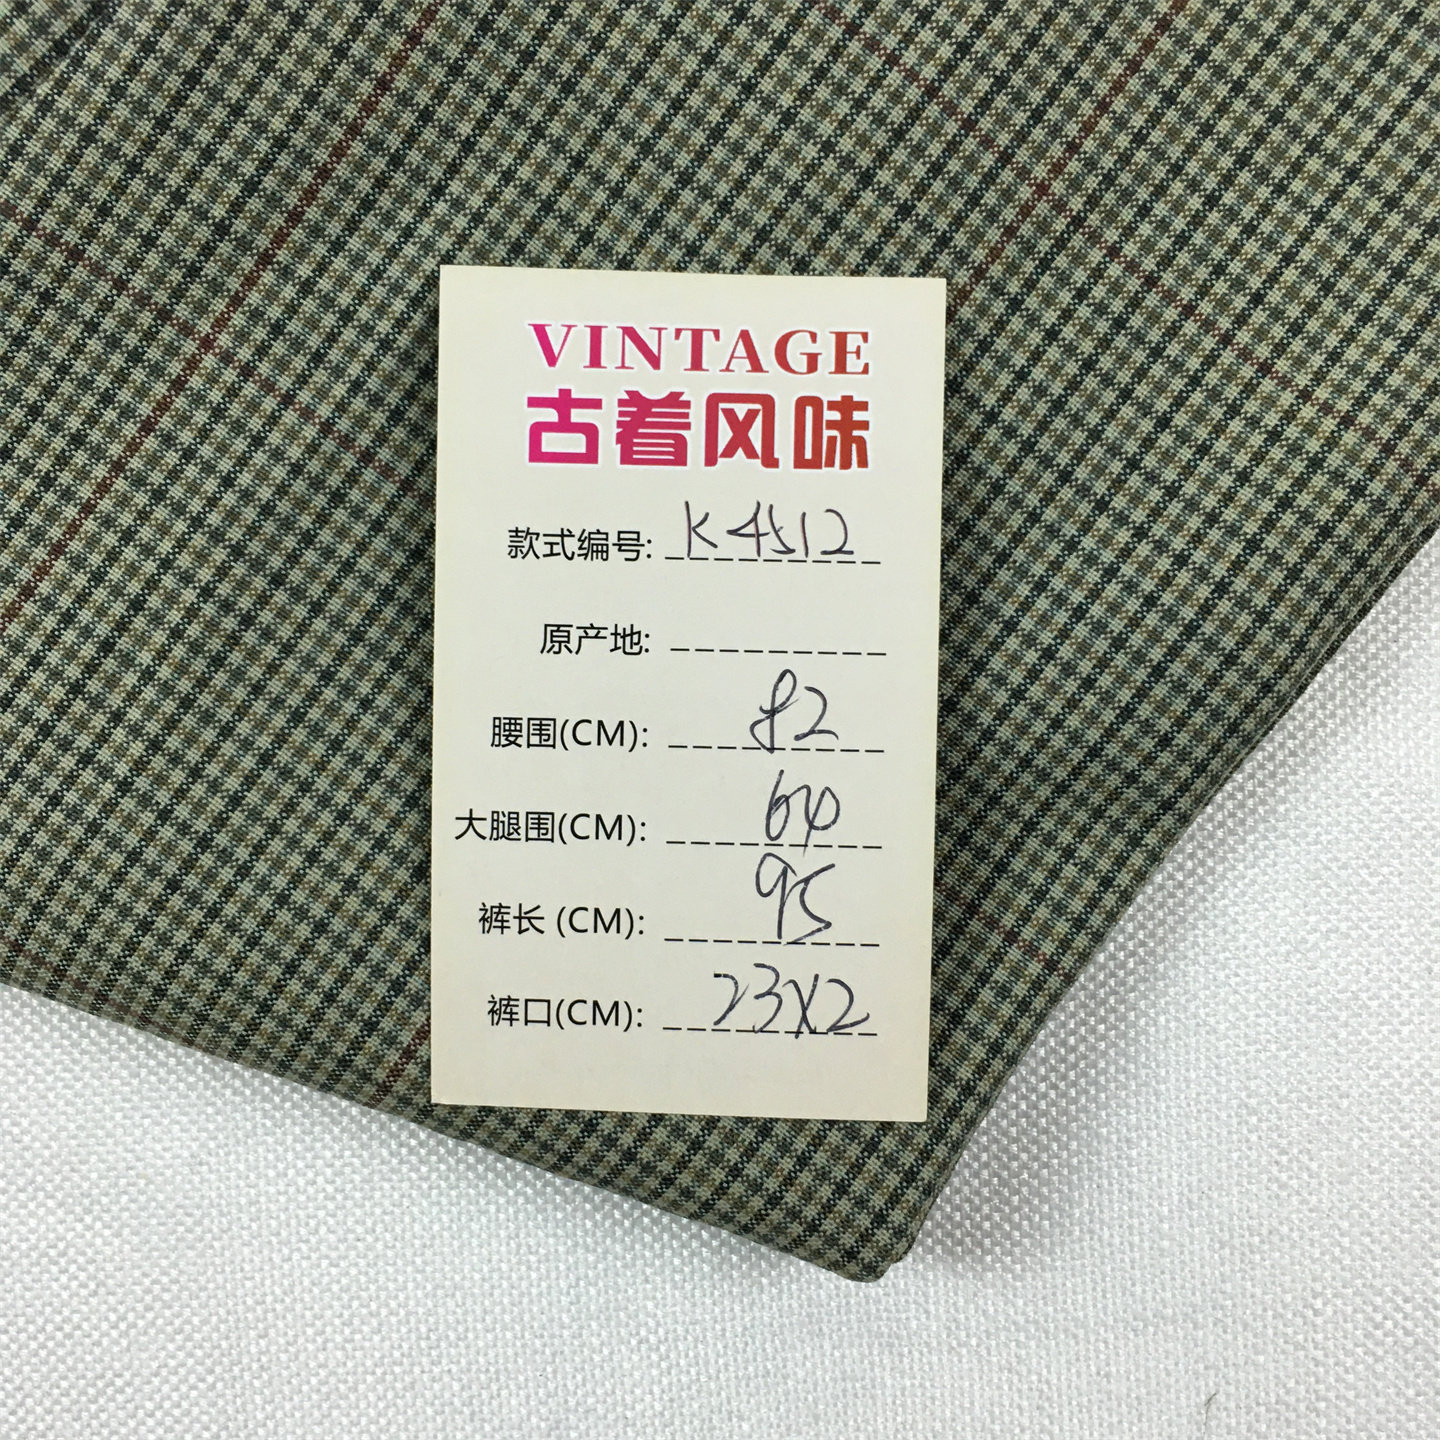 VINTAGE
古着风味
款式编号: K4512
原产地:
腰围(CM): 82
大腿围(CM): 64
裤长 (CM): 95
裤口(CM): 23X2